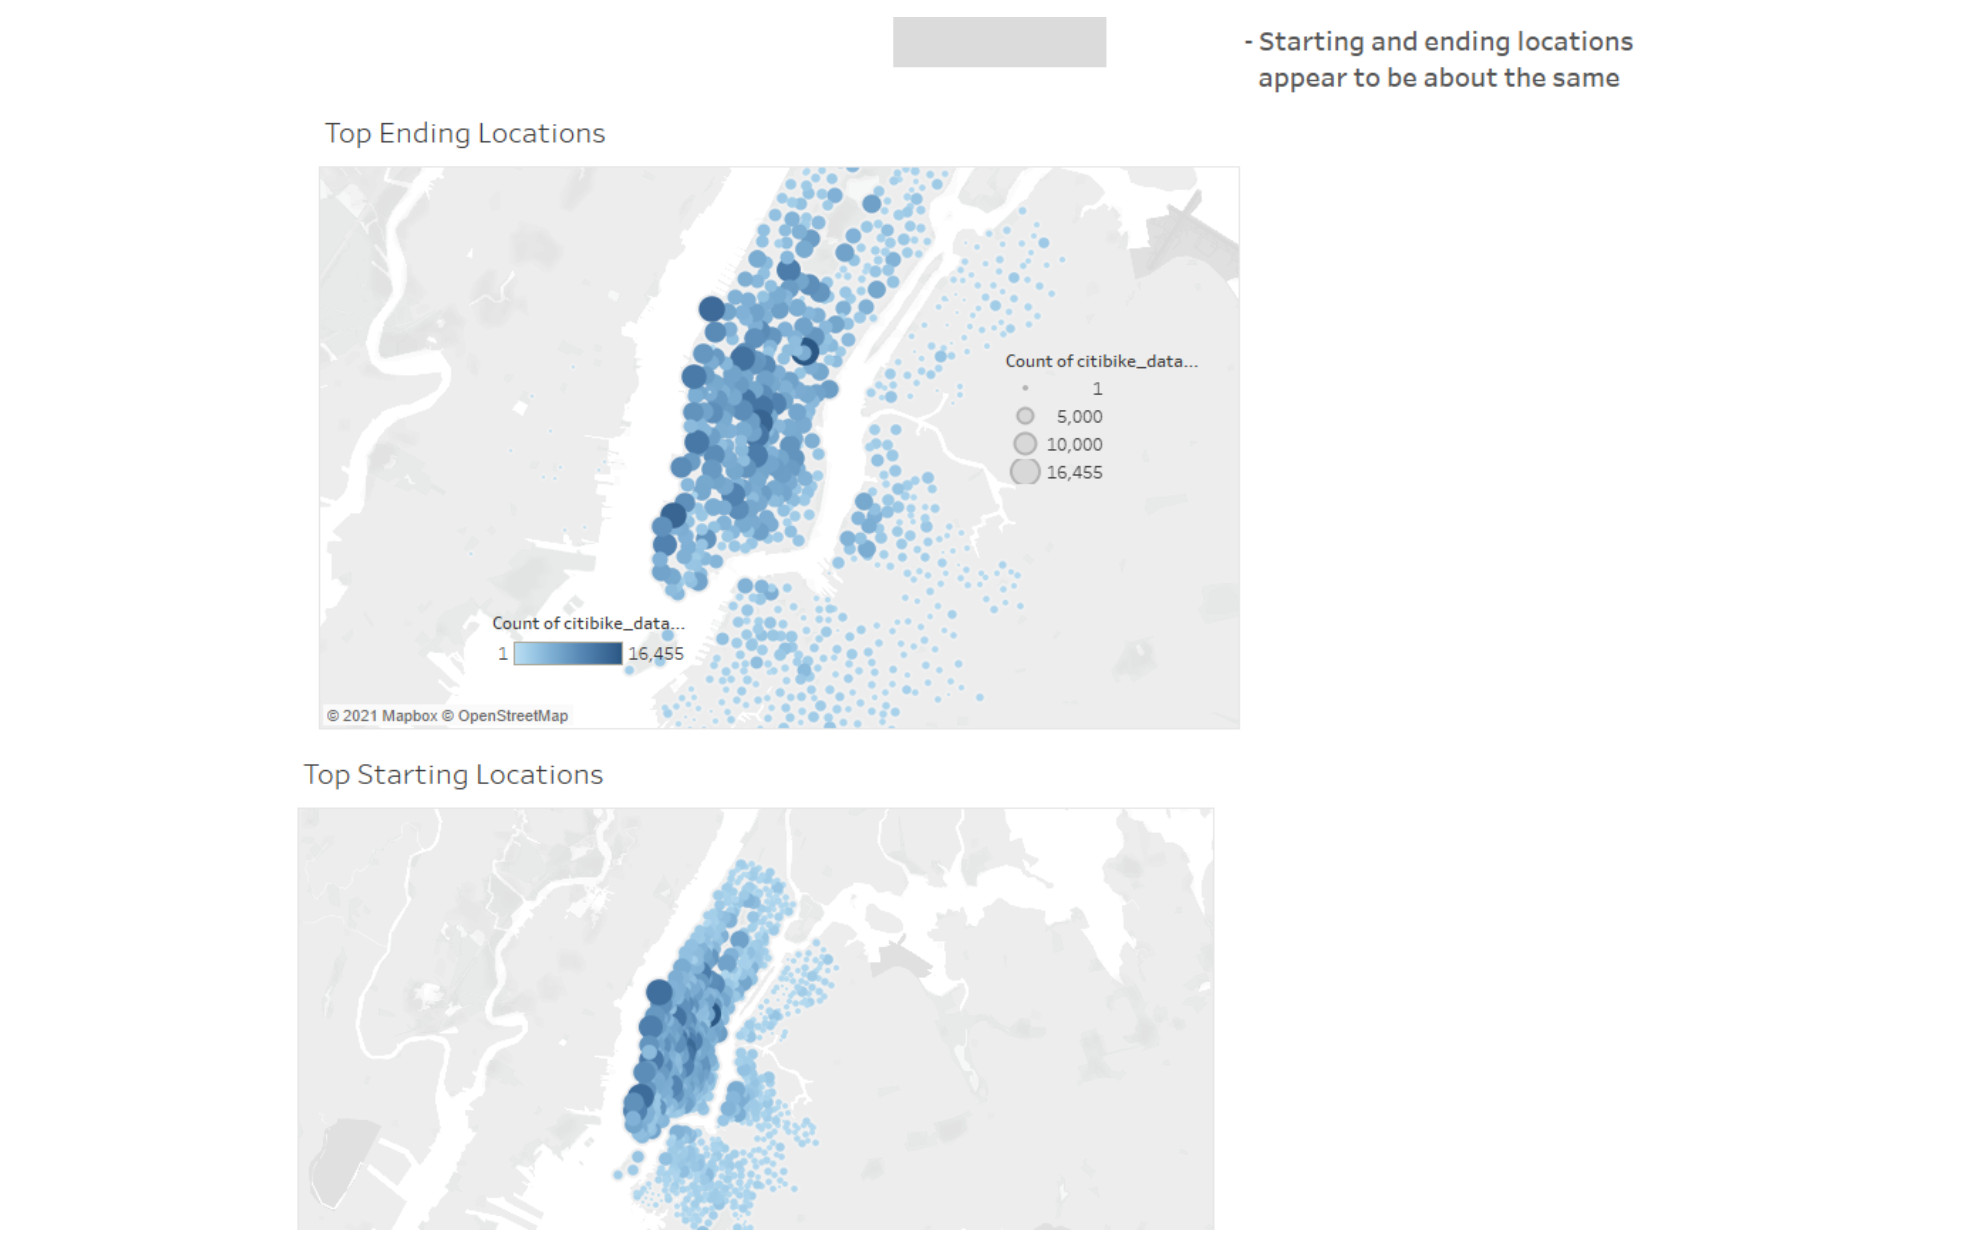 - Starting and ending locations
appear to be about the same
Top Ending Locations
Count of citibike_data...
1
5,000
10,000
16,455
Count of citibike_data...
1 16,455
© 2021 Mapbox © OpenStreetMap
Top Starting Locations